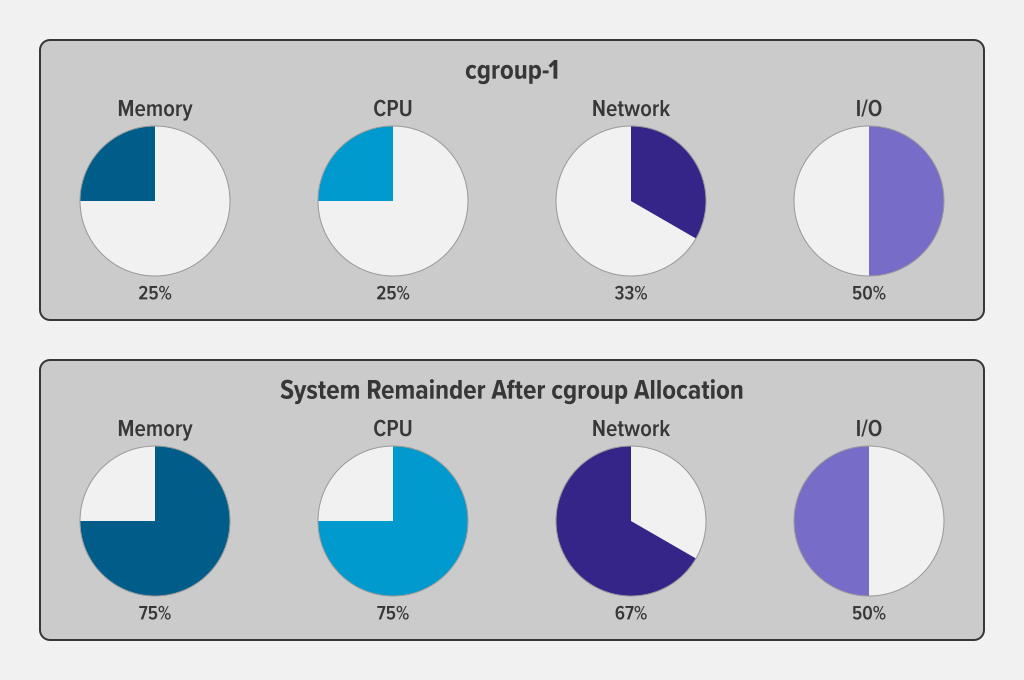 cgroup-1
Memory CPU Network I/O
25% 25% 33% 50%
System Remainder After cgroup Allocation
Memory CPU Network I/O
75% 75% 67% 50%